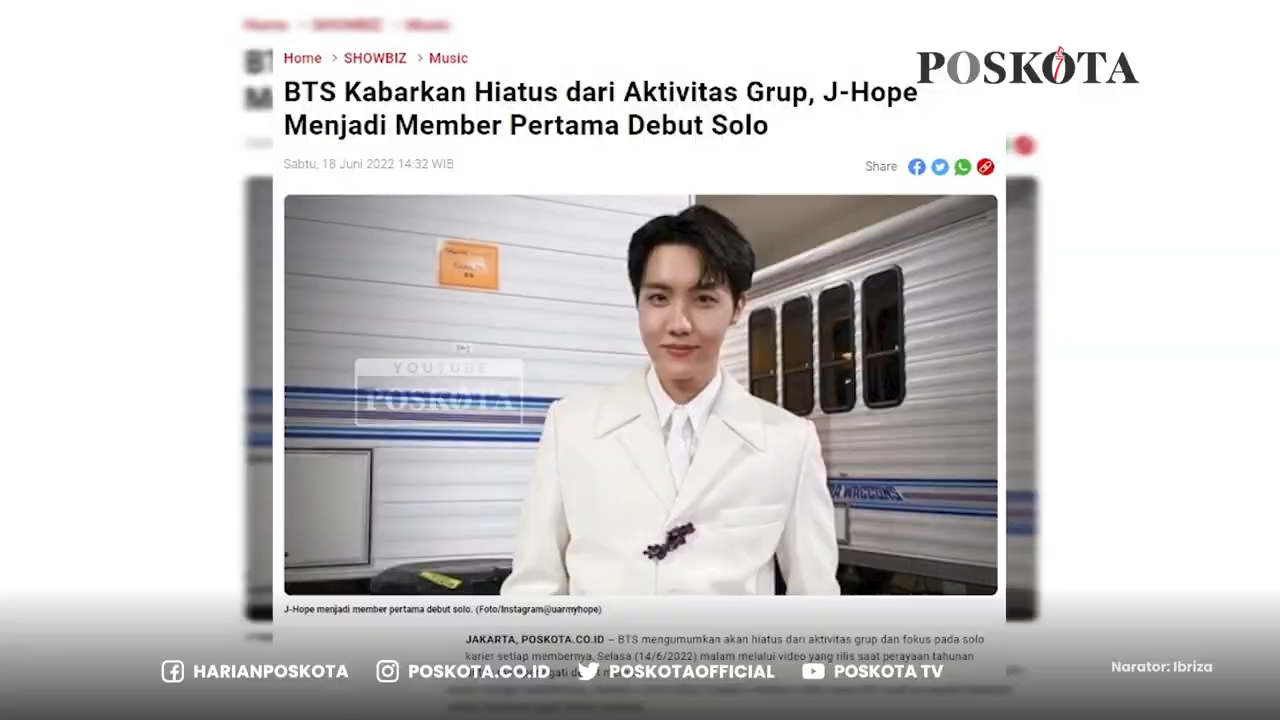 Home > SHOWBIZ > Music
POSKOTA
BTS Kabarkan Hiatus dari Aktivitas Grup, J-Hope
Menjadi Member Pertama Debut Solo
Sabtu, 18 Juni 2022 14:32 WIB
Share
YOUTUBE
POSKOTA
WAGGONS
J-Hope menjadi member pertama debut solo. (Foto/Instagram@uarmyhope)
JAKARTA, POSKOTA.CO.ID – BTS mengumumkan akan hiatus dari aktivitas grup dan fokus pada solo
karier setiap membernya, Selasa (14/6/2022) malam melalui video yang rilis saat perayaan tahunan
HARIANPOSKOTA
POSKOTA.CO.ID
POSKOTAOFFICIAL
POSKOTA TV
Narator: Ibriza